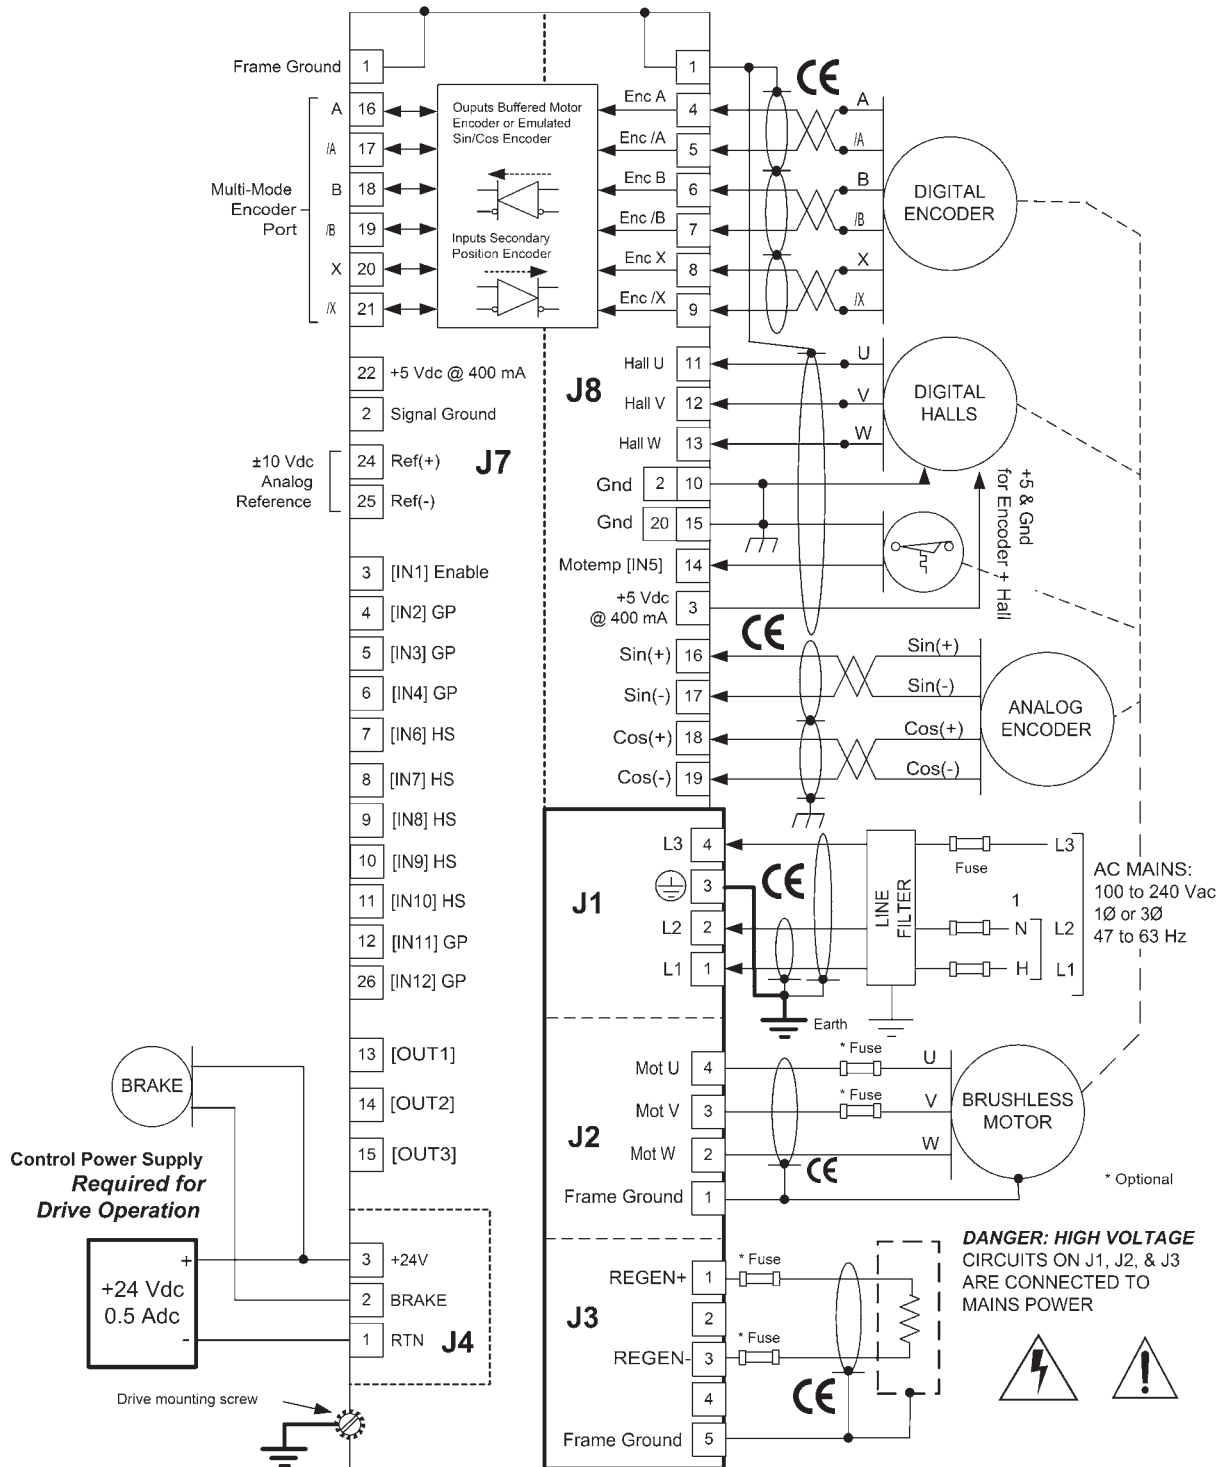 Frame Ground 1
A 16
/A 17
B 18
/B 19
X 20
/X 21
Multi-Mode
Encoder
Port
Ouputs Buffered Motor
Encoder or Emulated
Sin/Cos Encoder
Inputs Secondary
Position Encoder
1
Enc A 4 A
Enc /A 5 /A
Enc B 6 B
Enc /B 7 /B
Enc X 8 X
Enc /X 9 /X
CE
DIGITAL
ENCODER
22 +5 Vdc @ 400 mA
2 Signal Ground
±10 Vdc
Analog
Reference
24 Ref(+)
25 Ref(-)
J7
J8
Hall U 11 U
Hall V 12 V
Hall W 13 W
DIGITAL
HALLS
Gnd 2 10
Gnd 20 15
Motemp [IN5] 14
+5 Vdc
@ 400 mA
3
+5 & Gnd
for Encoder + Hall
CE
3 [IN1] Enable
4 [IN2] GP
5 [IN3] GP
6 [IN4] GP
7 [IN6] HS
8 [IN7] HS
9 [IN8] HS
10 [IN9] HS
11 [IN10] HS
12 [IN11] GP
26 [IN12] GP
Sin(+) 16 Sin(+)
Sin(-) 17 Sin(-)
Cos(+) 18 Cos(+)
Cos(-) 19 Cos(-)
ANALOG
ENCODER
J1
L3 4
3
L2 2
L1 1
CE
LINE
FILTER
Fuse
L3
1
N L2
H L1
AC MAINS:
100 to 240 Vac
1Ø or 3Ø
47 to 63 Hz
Earth
13 [OUT1]
14 [OUT2]
15 [OUT3]
BRAKE
J2
Mot U 4 * Fuse U
Mot V 3 * Fuse V
Mot W 2 W
Frame Ground 1
CE
BRUSHLESS
MOTOR
* Optional
Control Power Supply
Required for
Drive Operation
+
+24 Vdc
0.5 Adc
-
3 +24V
2 BRAKE
1 RTN
J4
Drive mounting screw
J3
REGEN+ 1 * Fuse
2
REGEN- 3 * Fuse
4
Frame Ground 5
CE
DANGER: HIGH VOLTAGE
CIRCUITS ON J1, J2, & J3
ARE CONNECTED TO
MAINS POWER